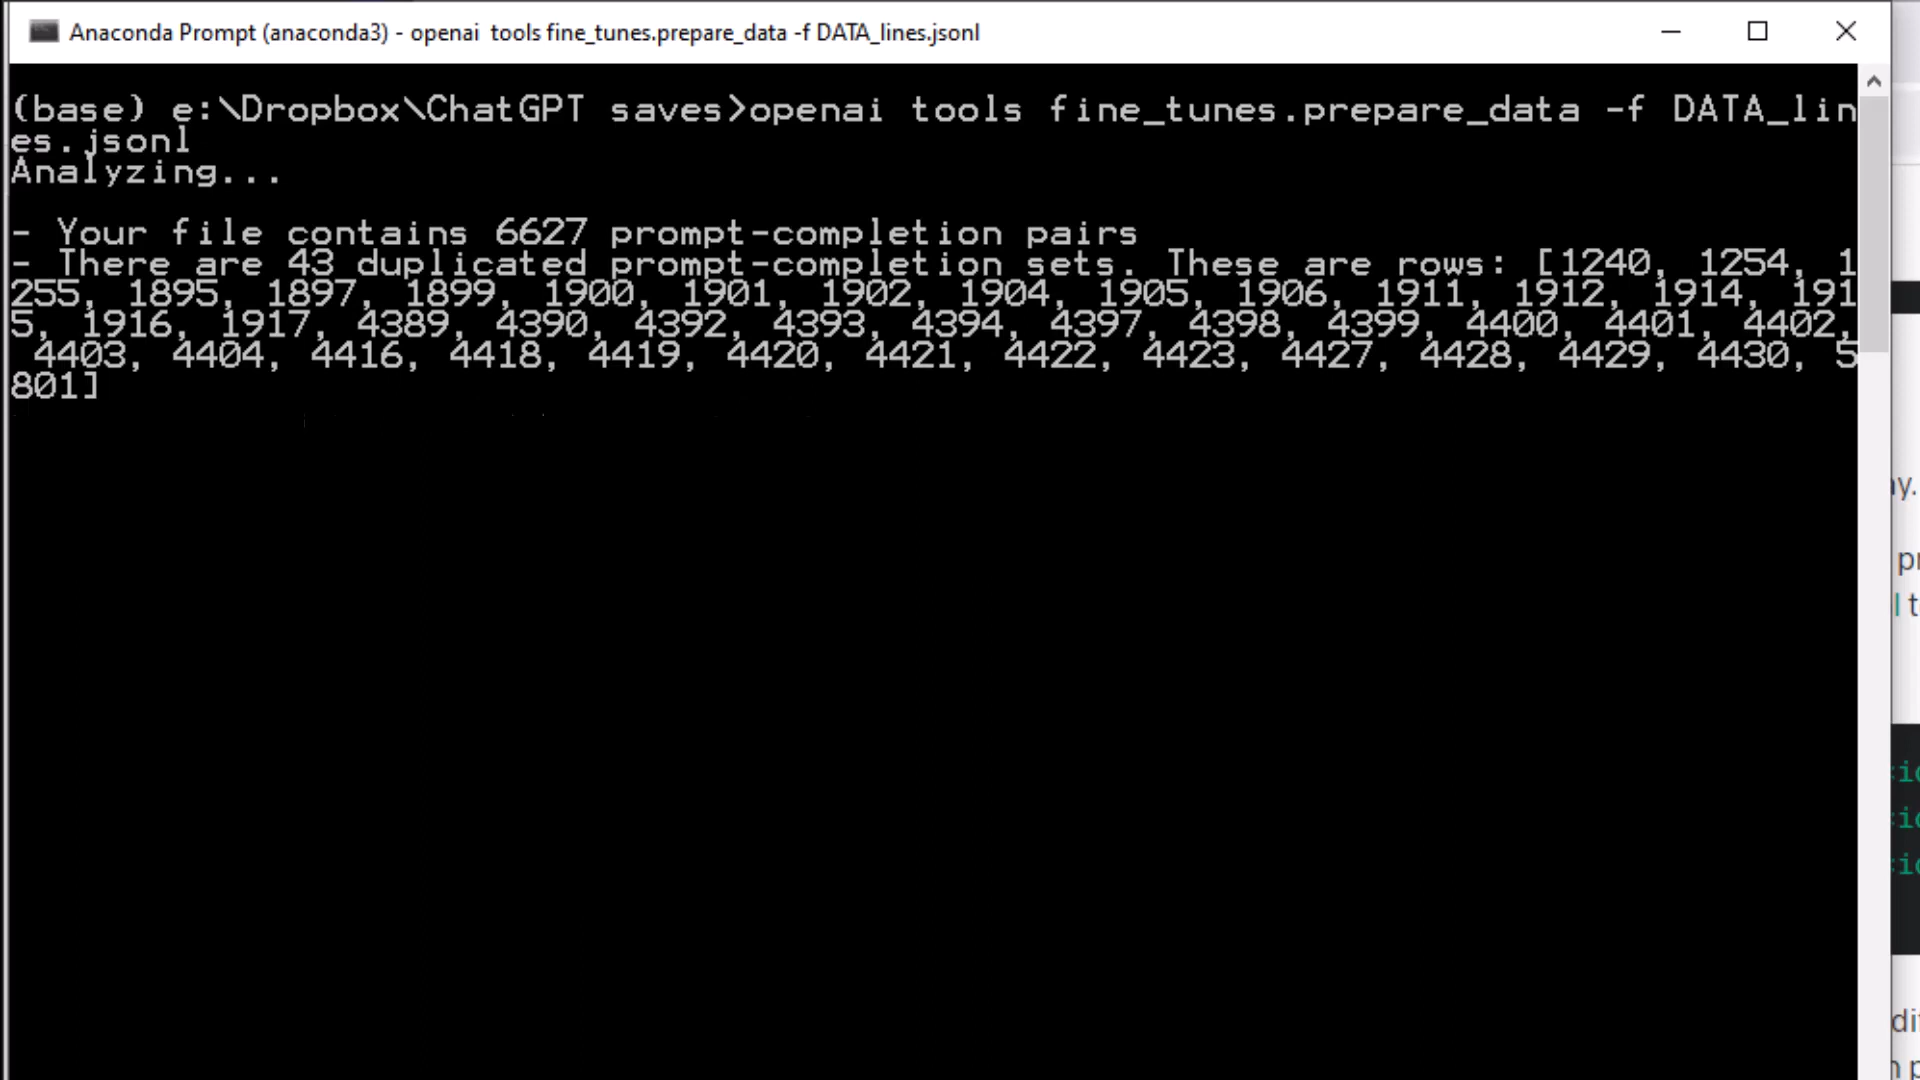 Anaconda Prompt (anaconda3) - openai  tools fine_tunes.prepare_data -f DATA_lines.jsonl
(base) e:\Dropbox\ChatGPT saves>openai tools fine_tunes.prepare_data -f DATA_lin
es.jsonl
Analyzing...
- Your file contains 6627 prompt-completion pairs
- There are 43 duplicated prompt-completion sets. These are rows: [1240, 1254, 1
255, 1895, 1897, 1899, 1900, 1901, 1902, 1904, 1905, 1906, 1911, 1912, 1914, 191
5, 1916, 1917, 4389, 4390, 4392, 4393, 4394, 4397, 4398, 4399, 4400, 4401, 4402,
4403, 4404, 4416, 4418, 4419, 4420, 4421, 4422, 4423, 4427, 4428, 4429, 4430, 5
801]